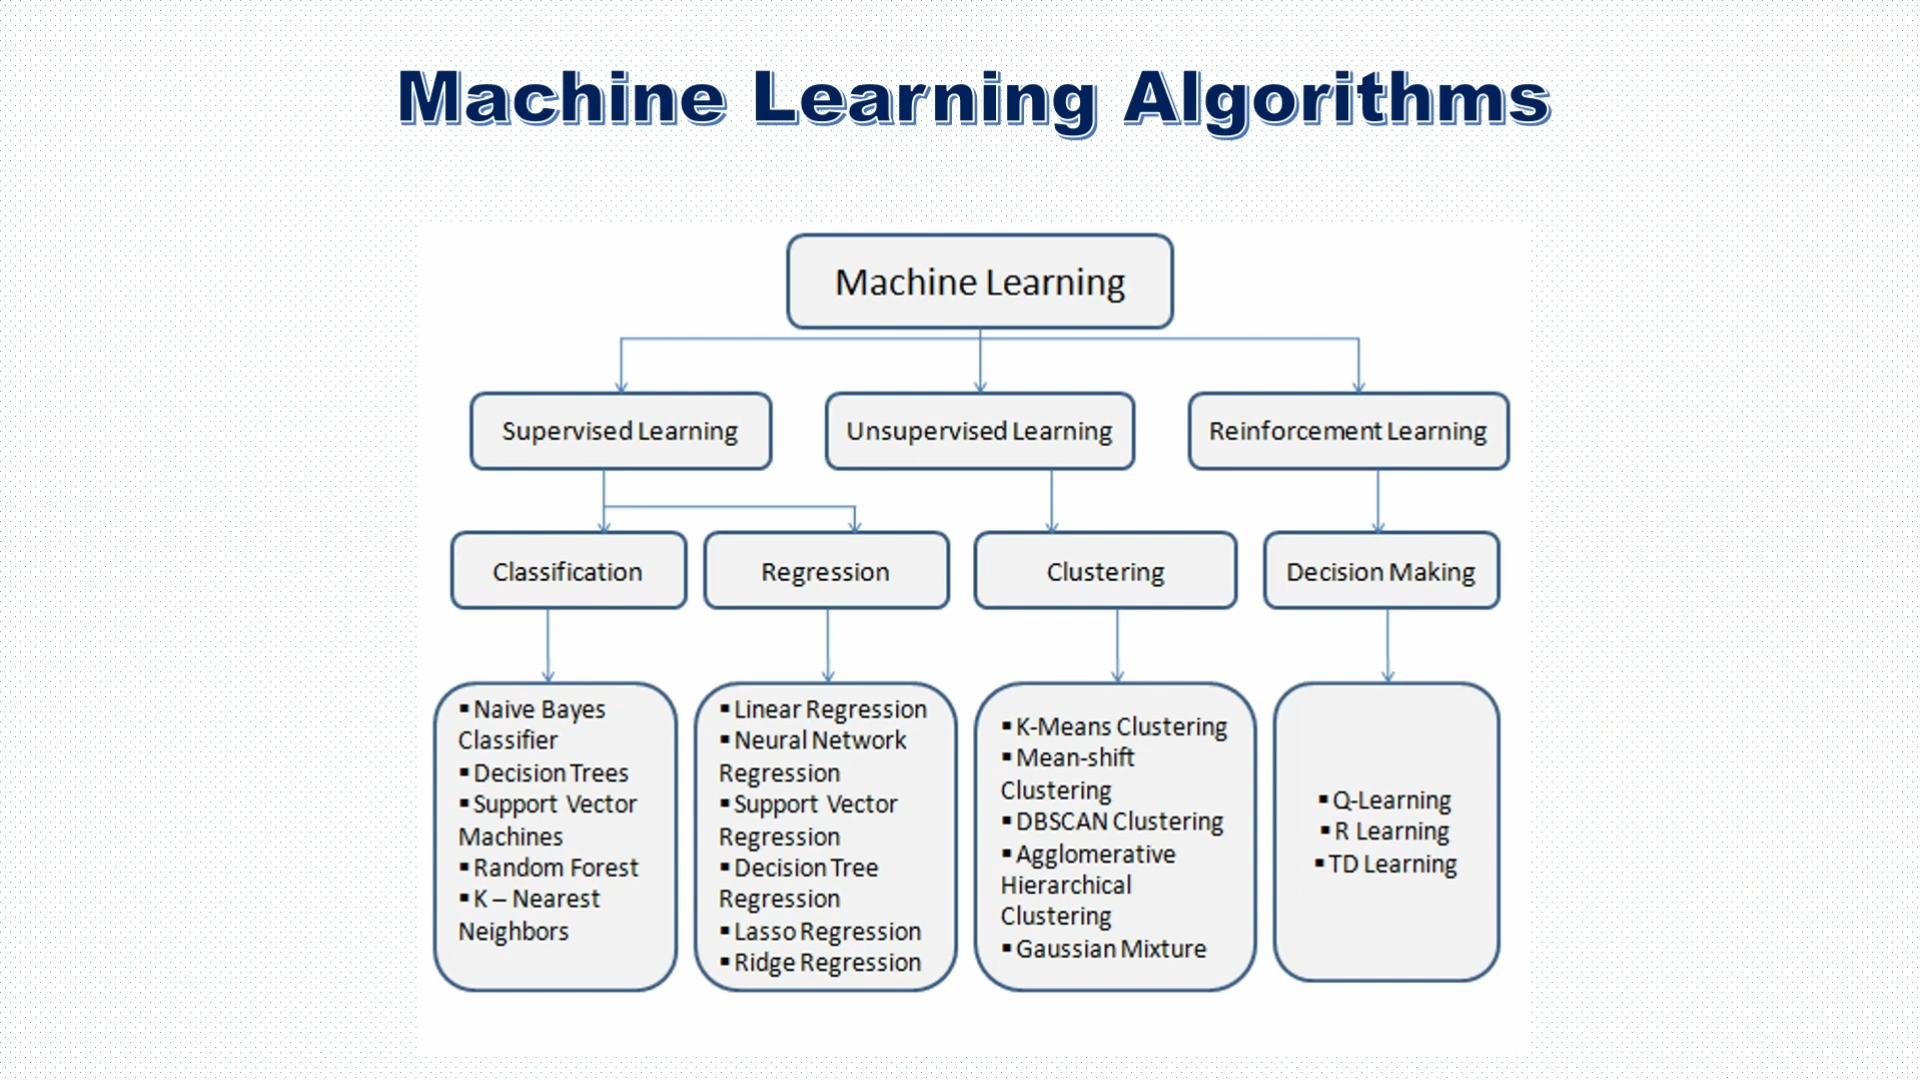 Machine Learning Algorithms
Machine Learning
Supervised Learning
Unsupervised Learning
Reinforcement Learning
Classification
Regression
Clustering
Decision Making
▪ Naive Bayes
Classifier
▪ Decision Trees
▪ Support Vector
Machines
▪ Random Forest
▪ K – Nearest
Neighbors
▪ Linear Regression
▪ Neural Network
Regression
▪ Support Vector
Regression
▪ Decision Tree
Regression
▪ Lasso Regression
▪ Ridge Regression
▪ K-Means Clustering
▪ Mean-shift
Clustering
▪ DBSCAN Clustering
▪ Agglomerative
Hierarchical
Clustering
▪ Gaussian Mixture
▪ Q-Learning
▪ R Learning
▪ TD Learning